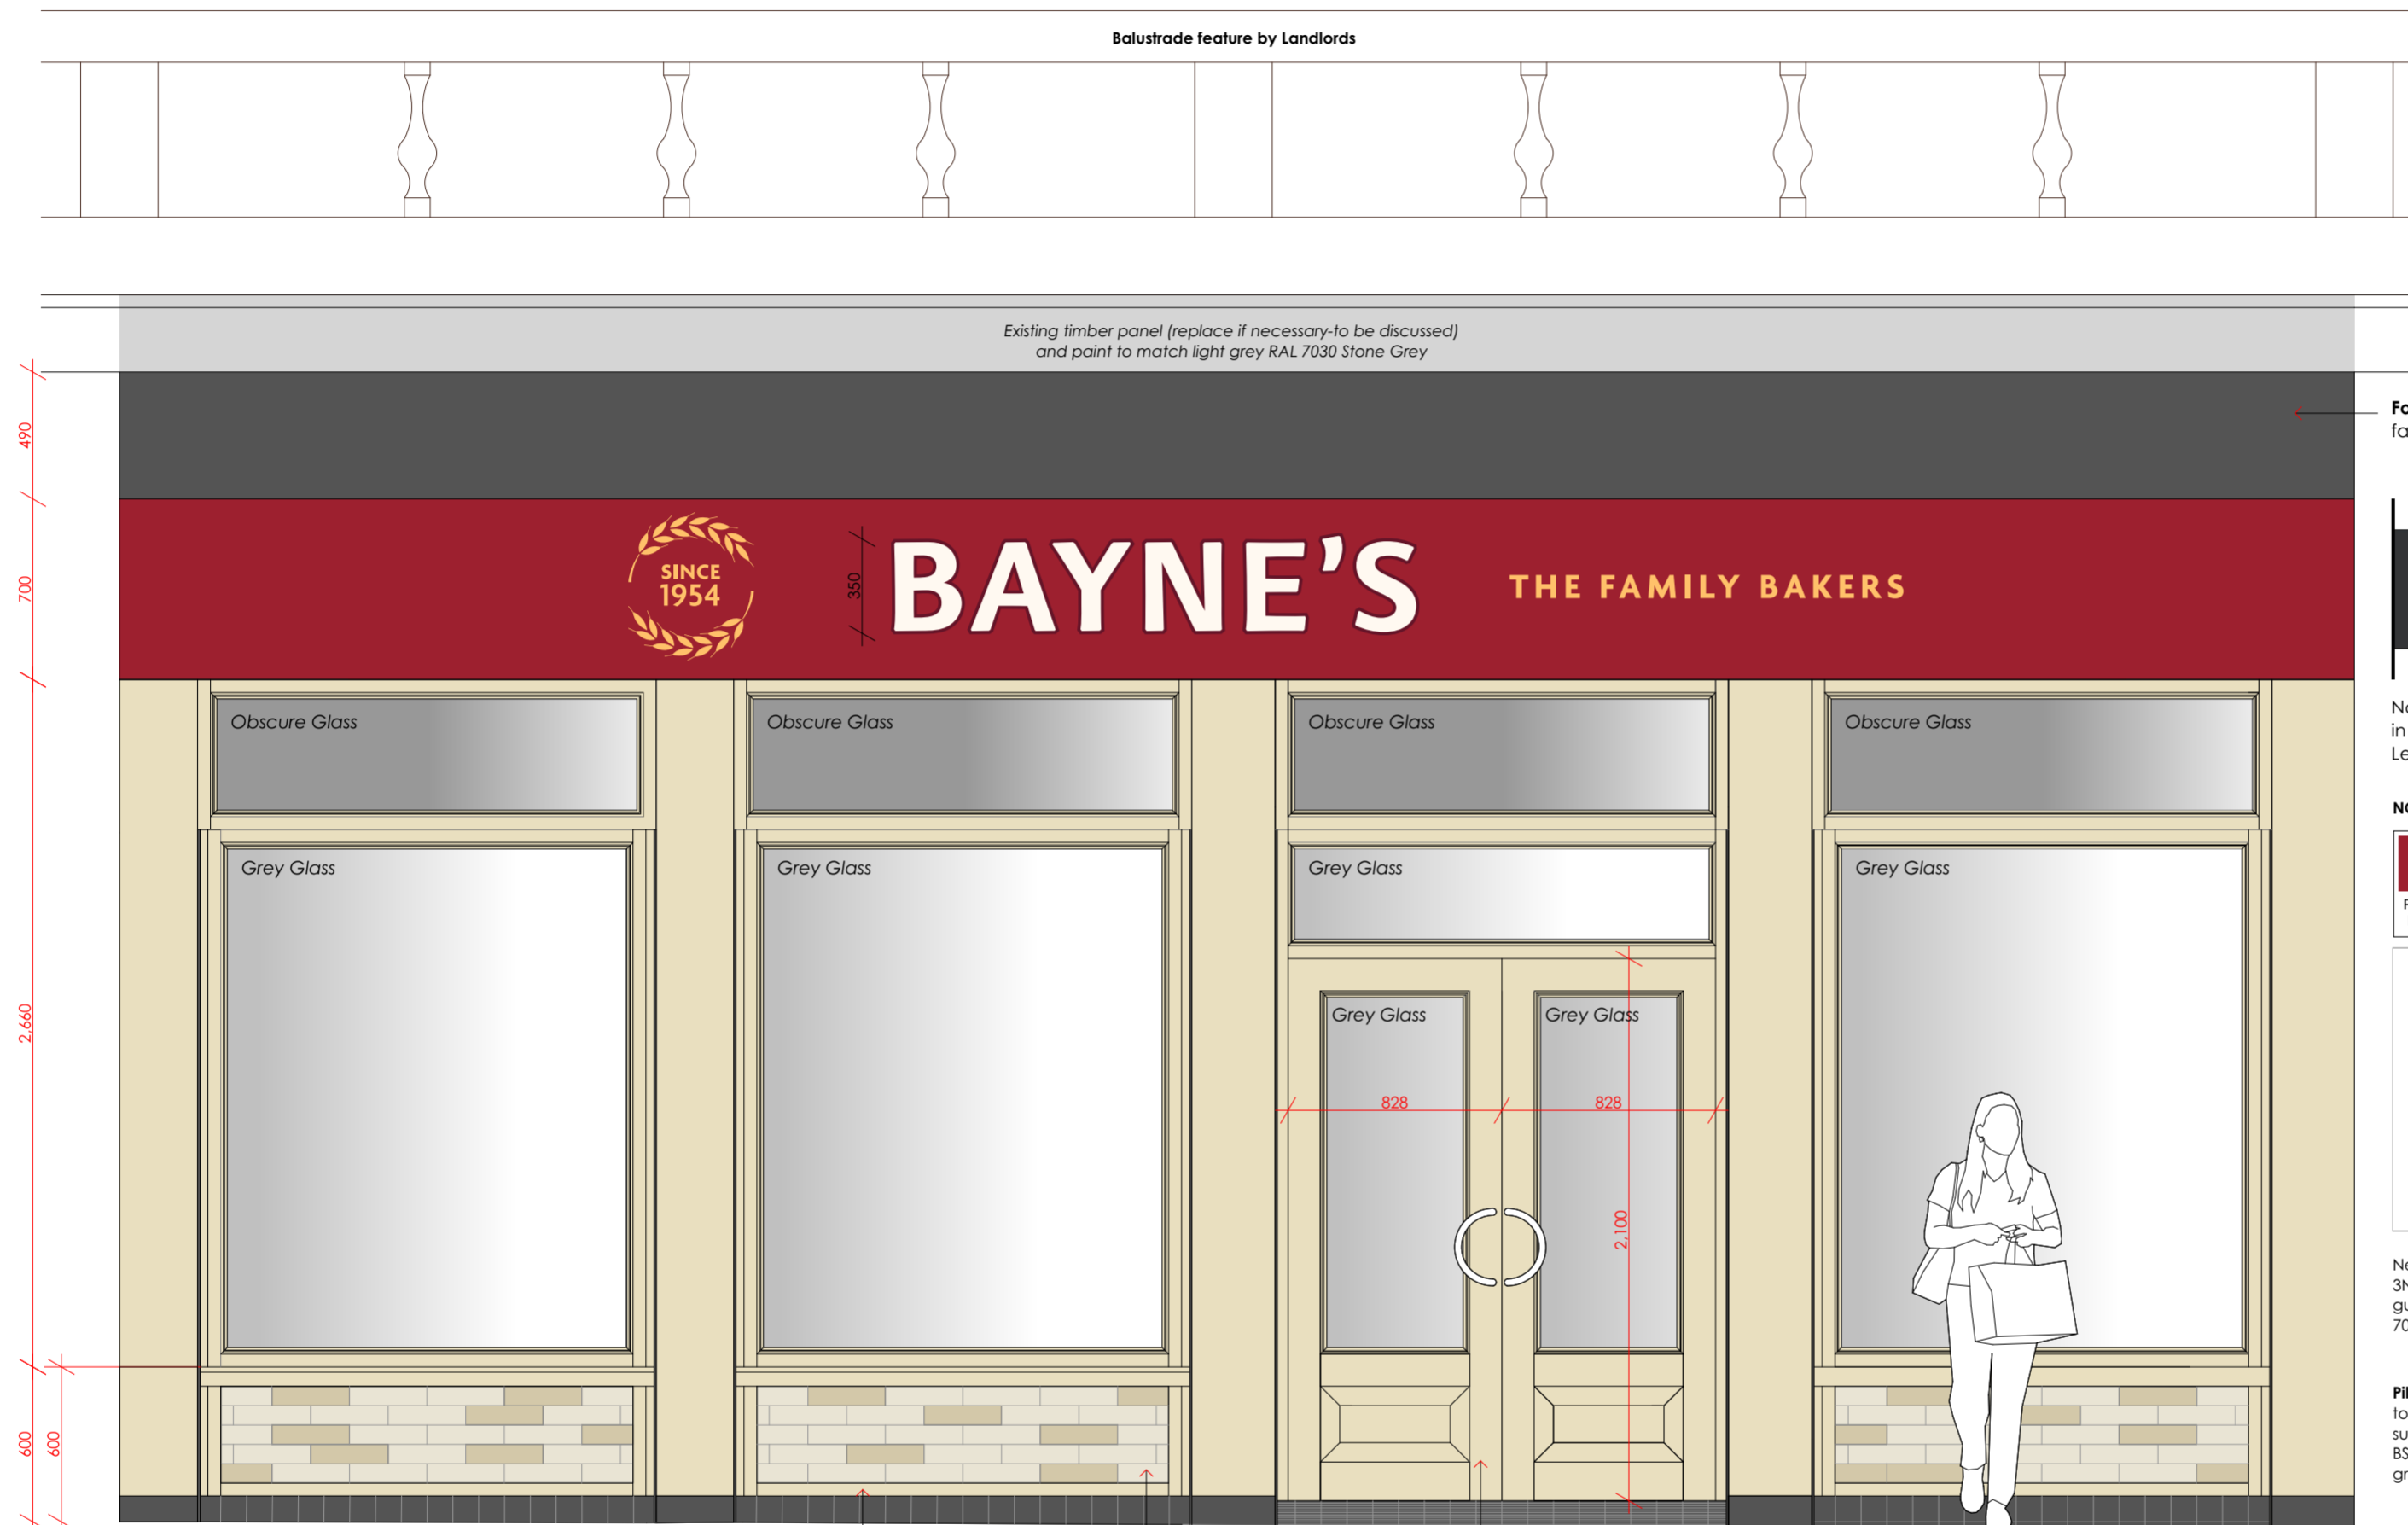 Balustrade feature by Landlords
Existing timber panel (replace if necessary-to be discussed)
and paint to match light grey RAL 7030 Stone Grey
490
700
2,660
600
600
SINCE
1954
350
BAYNE'S
THE FAMILY BAKERS
Obscure Glass
Obscure Glass
Obscure Glass
Obscure Glass
Grey Glass
Grey Glass
Grey Glass
Grey Glass
Grey Glass
Grey Glass
828
828
2,100
in
to